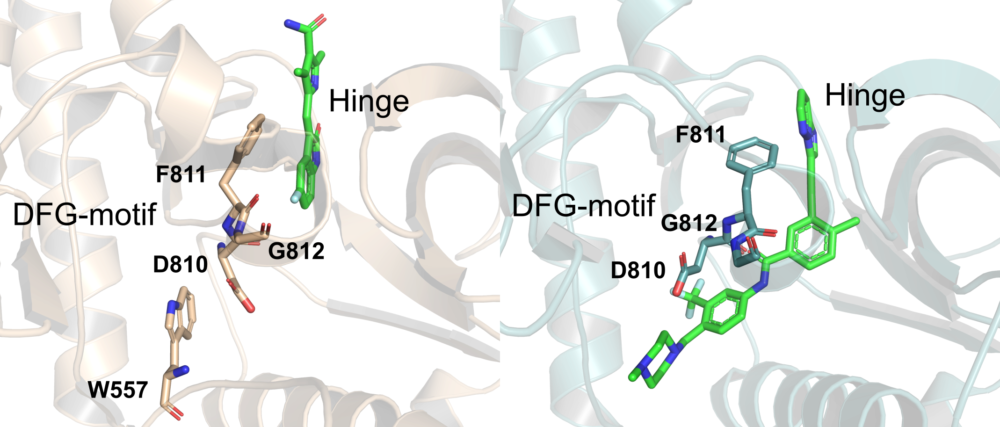 Hinge
F811
DFG-motif
G812
D810
W557
Hinge
F811
DFG-motif
G812
D810